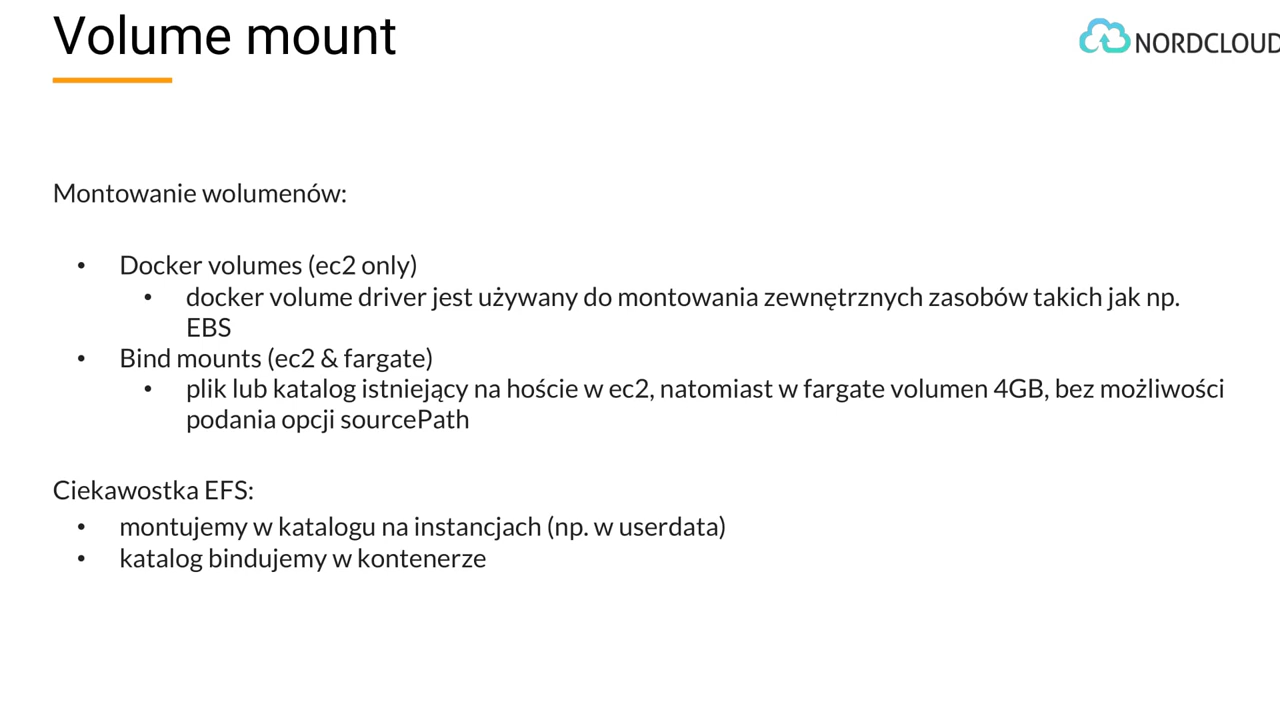 Volume mount
NORDCLOUD
Montowanie wolumenów:
• Docker volumes (ec2 only)
• docker volume driver jest używany do montowania zewnętrznych zasobów takich jak np.
EBS
• Bind mounts (ec2 & fargate)
• plik lub katalog istniejący na hoście w ec2, natomiast w fargate volumen 4GB, bez możliwości
podania opcji sourcePath
Ciekawostka EFS:
• montujemy w katalogu na instancjach (np. w userdata)
• katalog bindujemy w kontenerze